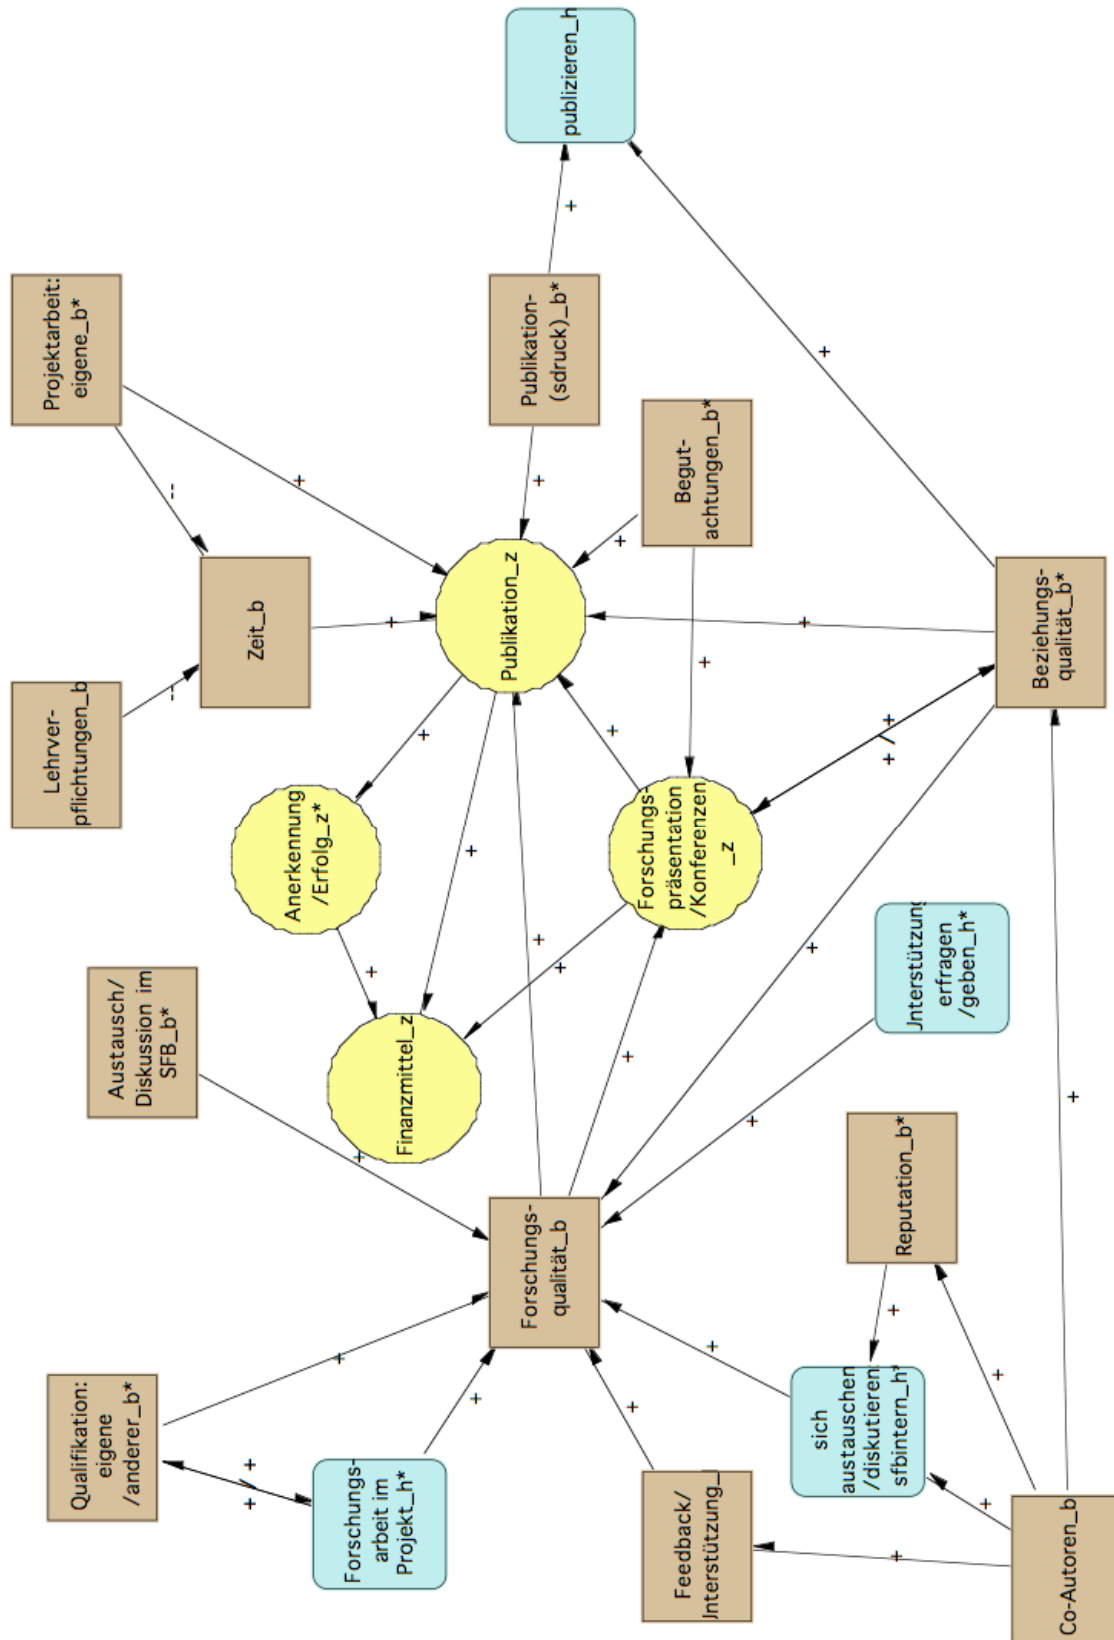 Qualifikation:
eigene
/anderer_b*
Austausch/
Diskussion im
SFB_b*
Lehrver-
pflichtungen_b
Projektarbeit:
eigene_b*
--
--
+ / +
Zeit_b
+
Anerkennung
/Erfolg_z*
+
+
+
+
Forschungs-
arbeit im
Projekt_h*
Finanzmittel_z
+
+
+
Publikation_z
+
+
Forschungs-
qualität_b
Publikation-
(sdruck)_b*
publizieren_h
+
+
+
+
+
+
Feedback/
Unterstützung_
Forschungs-
präsentation
/Konferenzen
_z
Begut-
achtungen_b*
+
+
+
+
+
+
sich
austauschen
/diskutieren:
sfbintern_h*
+
+ / +
+
Reputation_b*
Unterstützung
erfragen
/geben_h*
+
+
Co-Autoren_b
+
Beziehungs-
qualität_b*